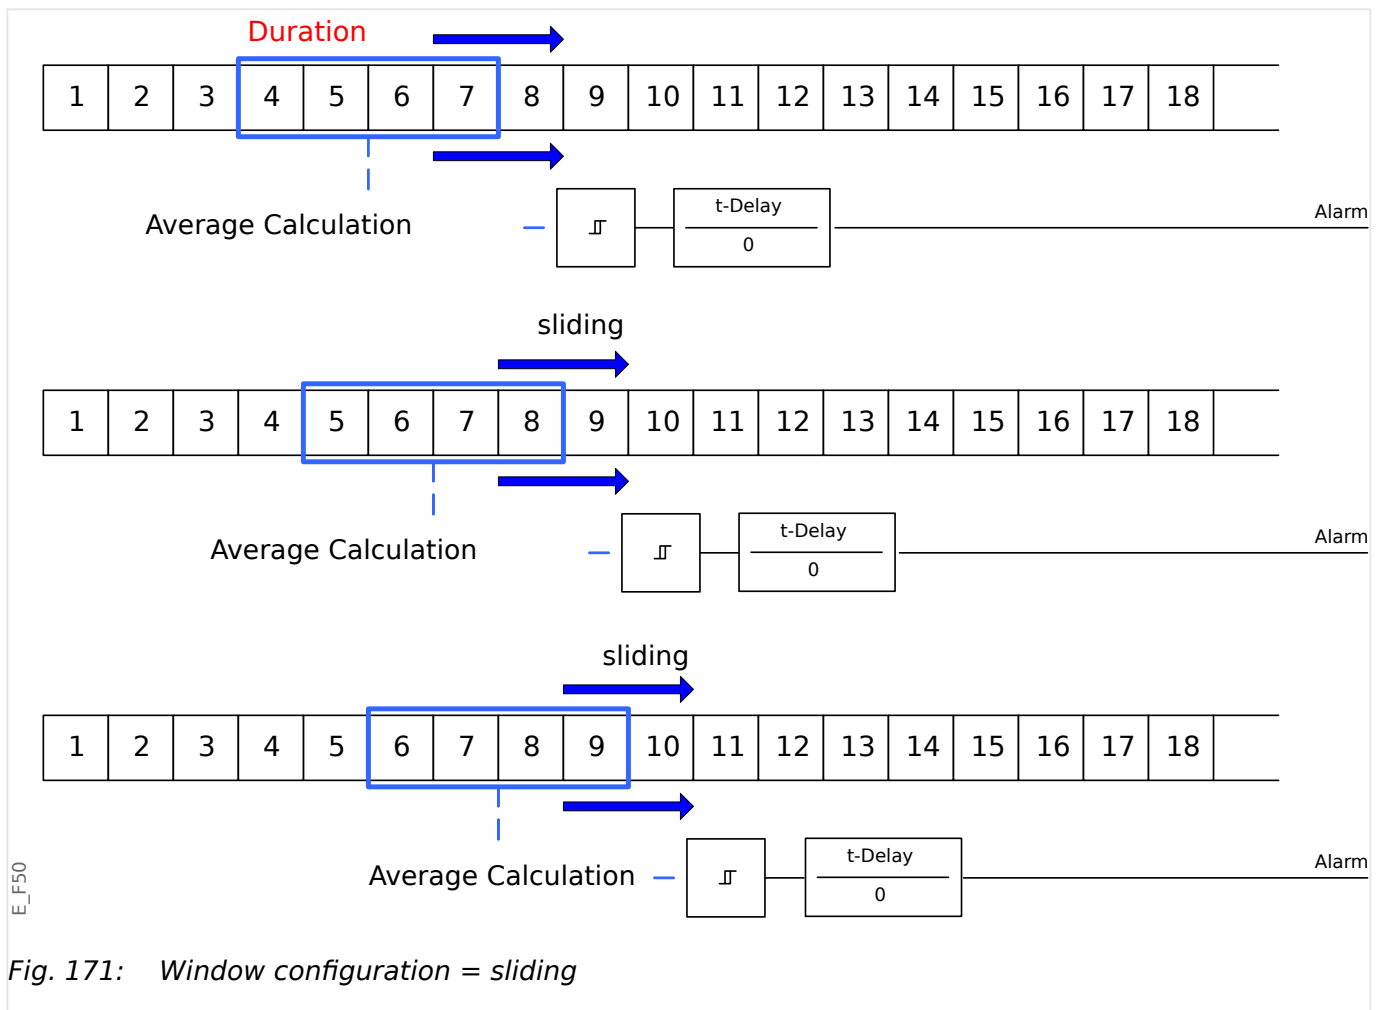 Duration
1 2 3 4 5 6 7 8 9 10 11 12 13 14 15 16 17 18
t-Delay
Average Calculation
0
Alarm
sliding
1 2 3 4 5 6 7 8 9 10 11 12 13 14 15 16 17 18
t-Delay
Average Calculation
0
Alarm
sliding
1 2 3 4 5 6 7 8 9 10 11 12 13 14 15 16 17 18
t-Delay
Average Calculation
0
Alarm
E_F50
Fig. 171: Window configuration = sliding